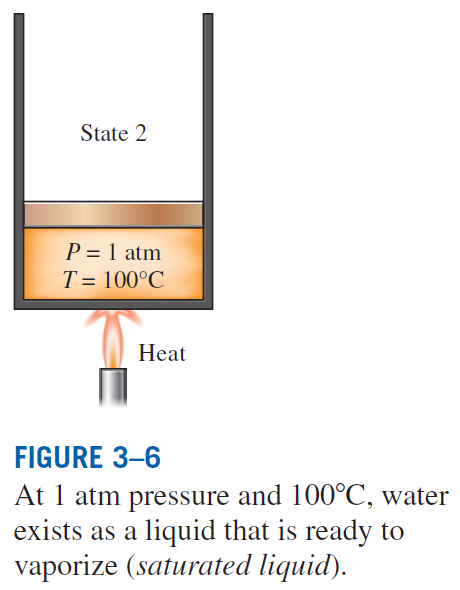 State 2
P = 1 atm
T = 100°C
Heat
FIGURE 3–6
At 1 atm pressure and 100°C, water
exists as a liquid that is ready to
vaporize (saturated liquid).